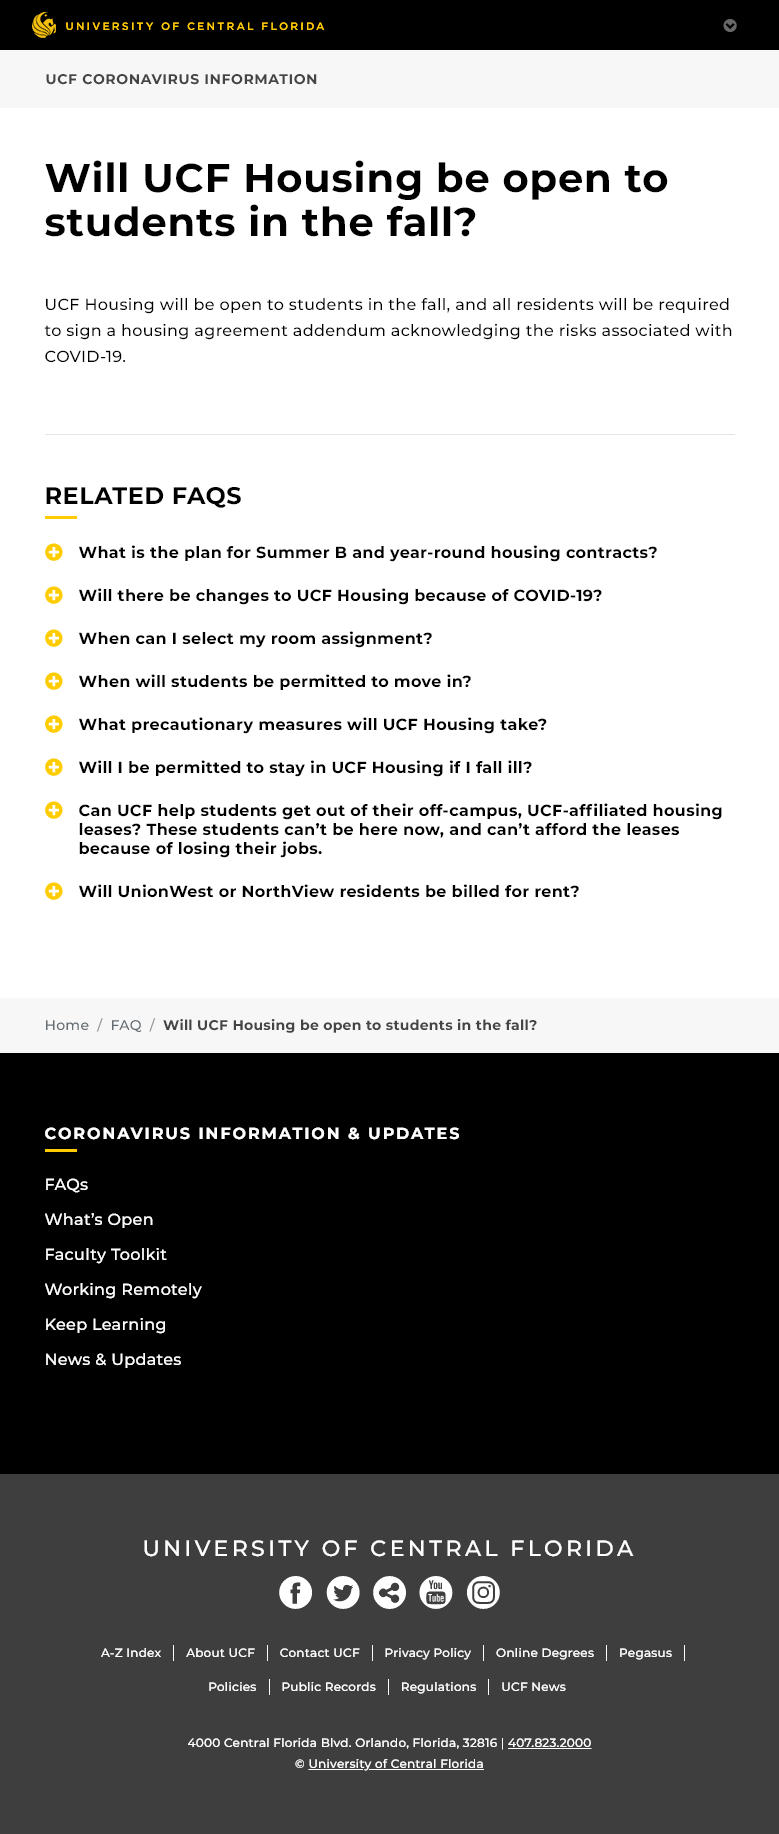 UNIVERSITY OF CENTRAL FLORIDA
UCF CORONAVIRUS INFORMATION
Will UCF Housing be open to
students in the fall?
UCF Housing will be open to students in the fall, and all residents will be required
to sign a housing agreement addendum acknowledging the risks associated with
COVID-19.
RELATED FAQS
What is the plan for Summer B and year-round housing contracts?
Will there be changes to UCF Housing because of COVID-19?
When can I select my room assignment?
When will students be permitted to move in?
What precautionary measures will UCF Housing take?
Will I be permitted to stay in UCF Housing if I fall ill?
Can UCF help students get out of their off-campus, UCF-affiliated housing
leases? These students can’t be here now, and can’t afford the leases
because of losing their jobs.
Will UnionWest or NorthView residents be billed for rent?
Home / FAQ / Will UCF Housing be open to students in the fall?
CORONAVIRUS INFORMATION & UPDATES
FAQs
What’s Open
Faculty Toolkit
Working Remotely
Keep Learning
News & Updates
UNIVERSITY OF CENTRAL FLORIDA
You
Tube
A-Z Index | About UCF | Contact UCF | Privacy Policy | Online Degrees | Pegasus |
Policies | Public Records | Regulations | UCF News
4000 Central Florida Blvd. Orlando, Florida, 32816 | 407.823.2000
© University of Central Florida